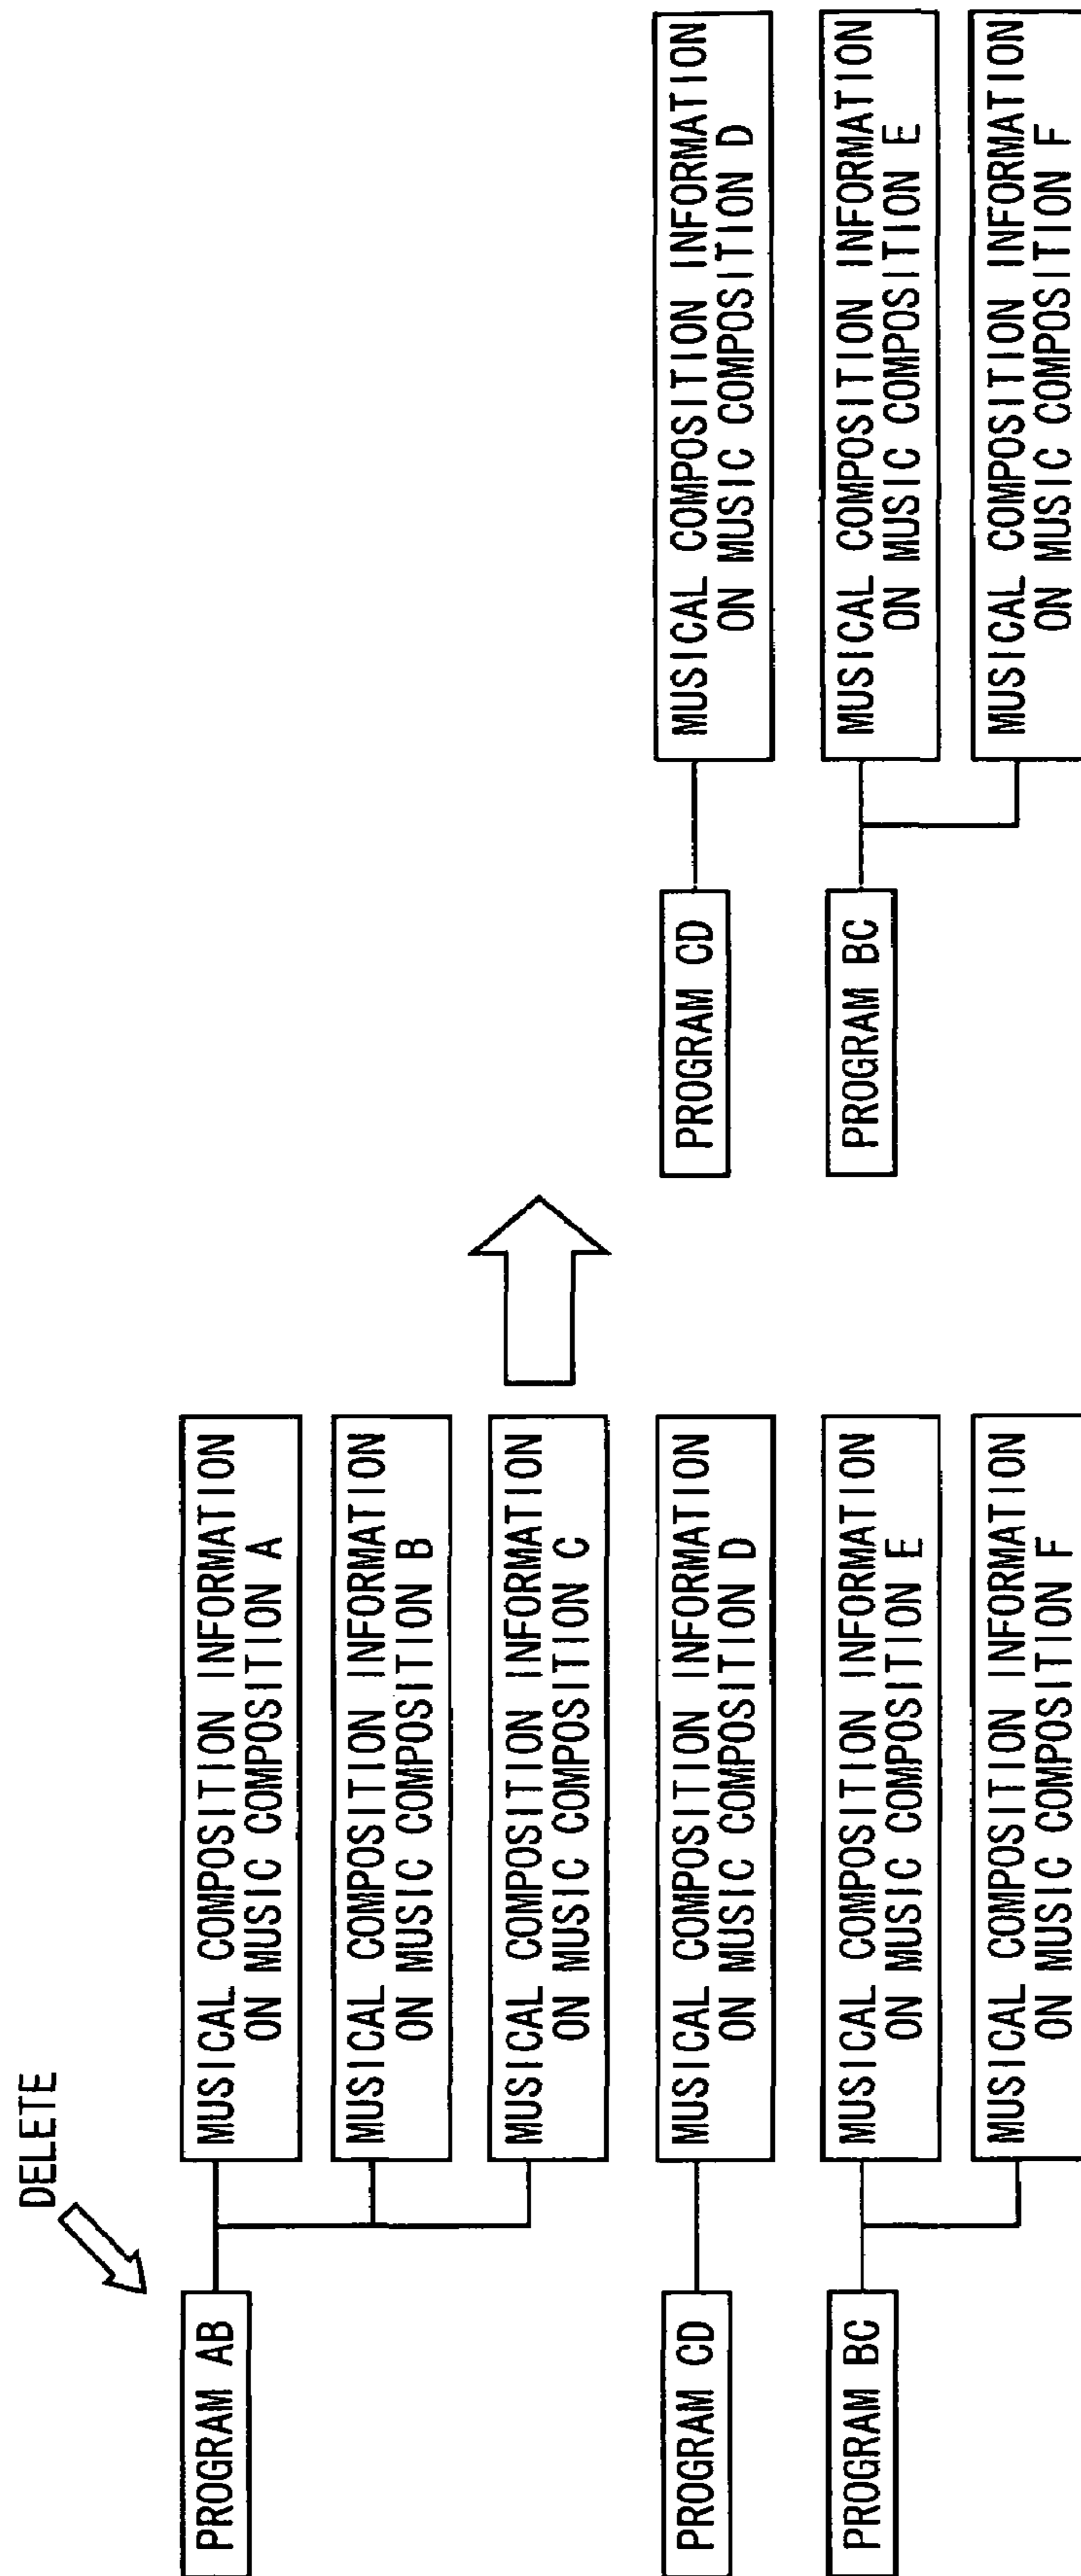 DELETE
PROGRAM AB
MUSICAL COMPOSITION INFORMATION
ON MUSIC COMPOSITION A
MUSICAL COMPOSITION INFORMATION
ON MUSIC COMPOSITION B
MUSICAL COMPOSITION INFORMATION
ON MUSIC COMPOSITION C
PROGRAM CD
MUSICAL COMPOSITION INFORMATION
ON MUSIC COMPOSITION D
PROGRAM BC
MUSICAL COMPOSITION INFORMATION
ON MUSIC COMPOSITION E
MUSICAL COMPOSITION INFORMATION
ON MUSIC COMPOSITION F
PROGRAM CD
MUSICAL COMPOSITION INFORMATION
ON MUSIC COMPOSITION D
PROGRAM BC
MUSICAL COMPOSITION INFORMATION
ON MUSIC COMPOSITION E
MUSICAL COMPOSITION INFORMATION
ON MUSIC COMPOSITION F